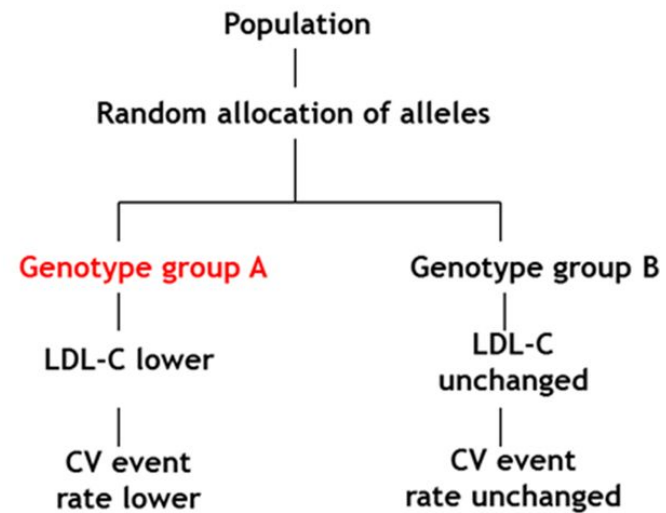 Population
Random allocation of alleles
Genotype group A
LDL-C lower
CV event
rate lower
Genotype group B
LDL-C
unchanged
CV event
rate unchanged